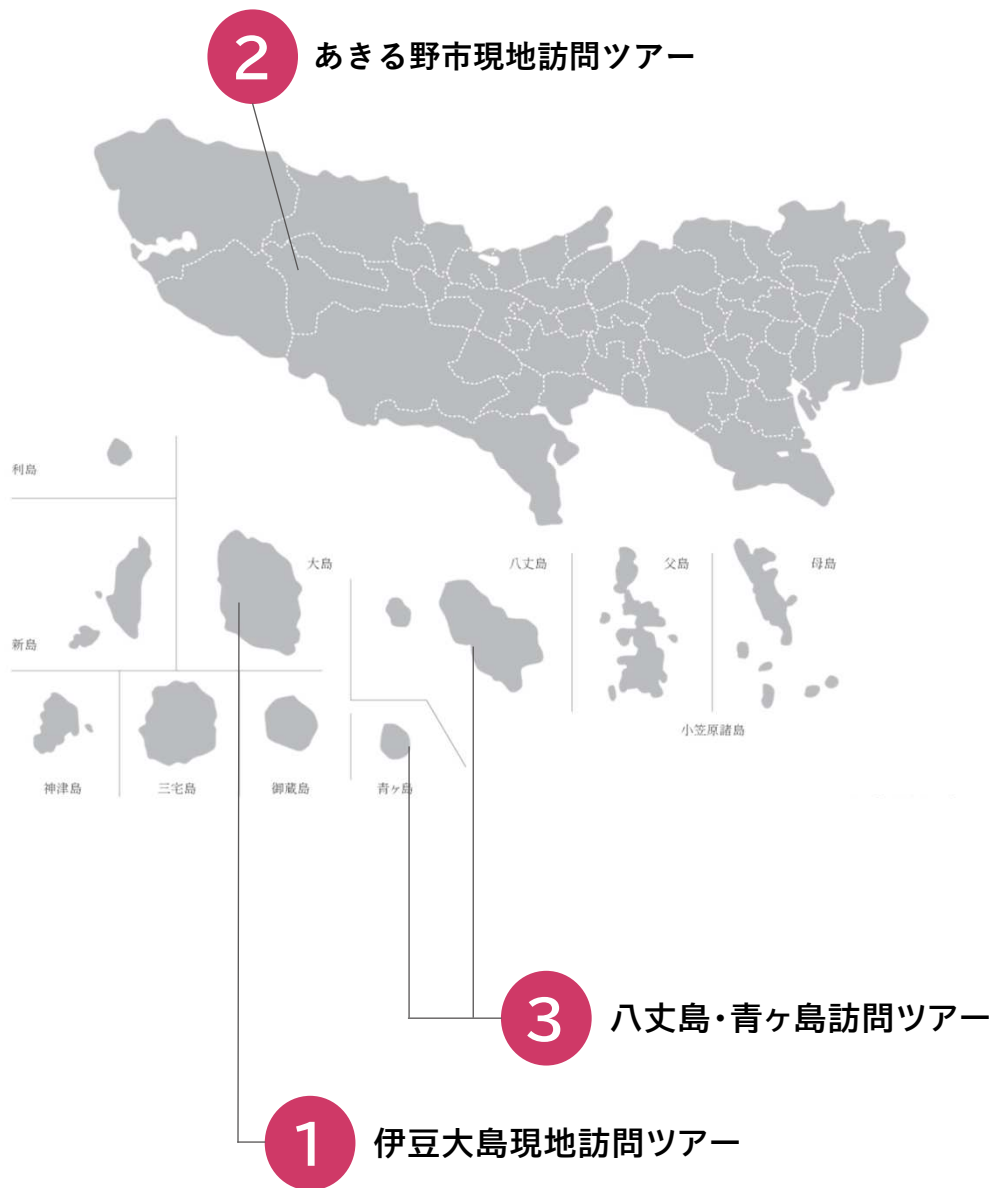 2 あきる野市現地訪問ツアー
利島
大島
八丈島
父島
母島
新島
小笠原諸島
神津島
三宅島
御蔵島
青ヶ島
3 八丈島・青ヶ島訪問ツアー
1 伊豆大島現地訪問ツアー